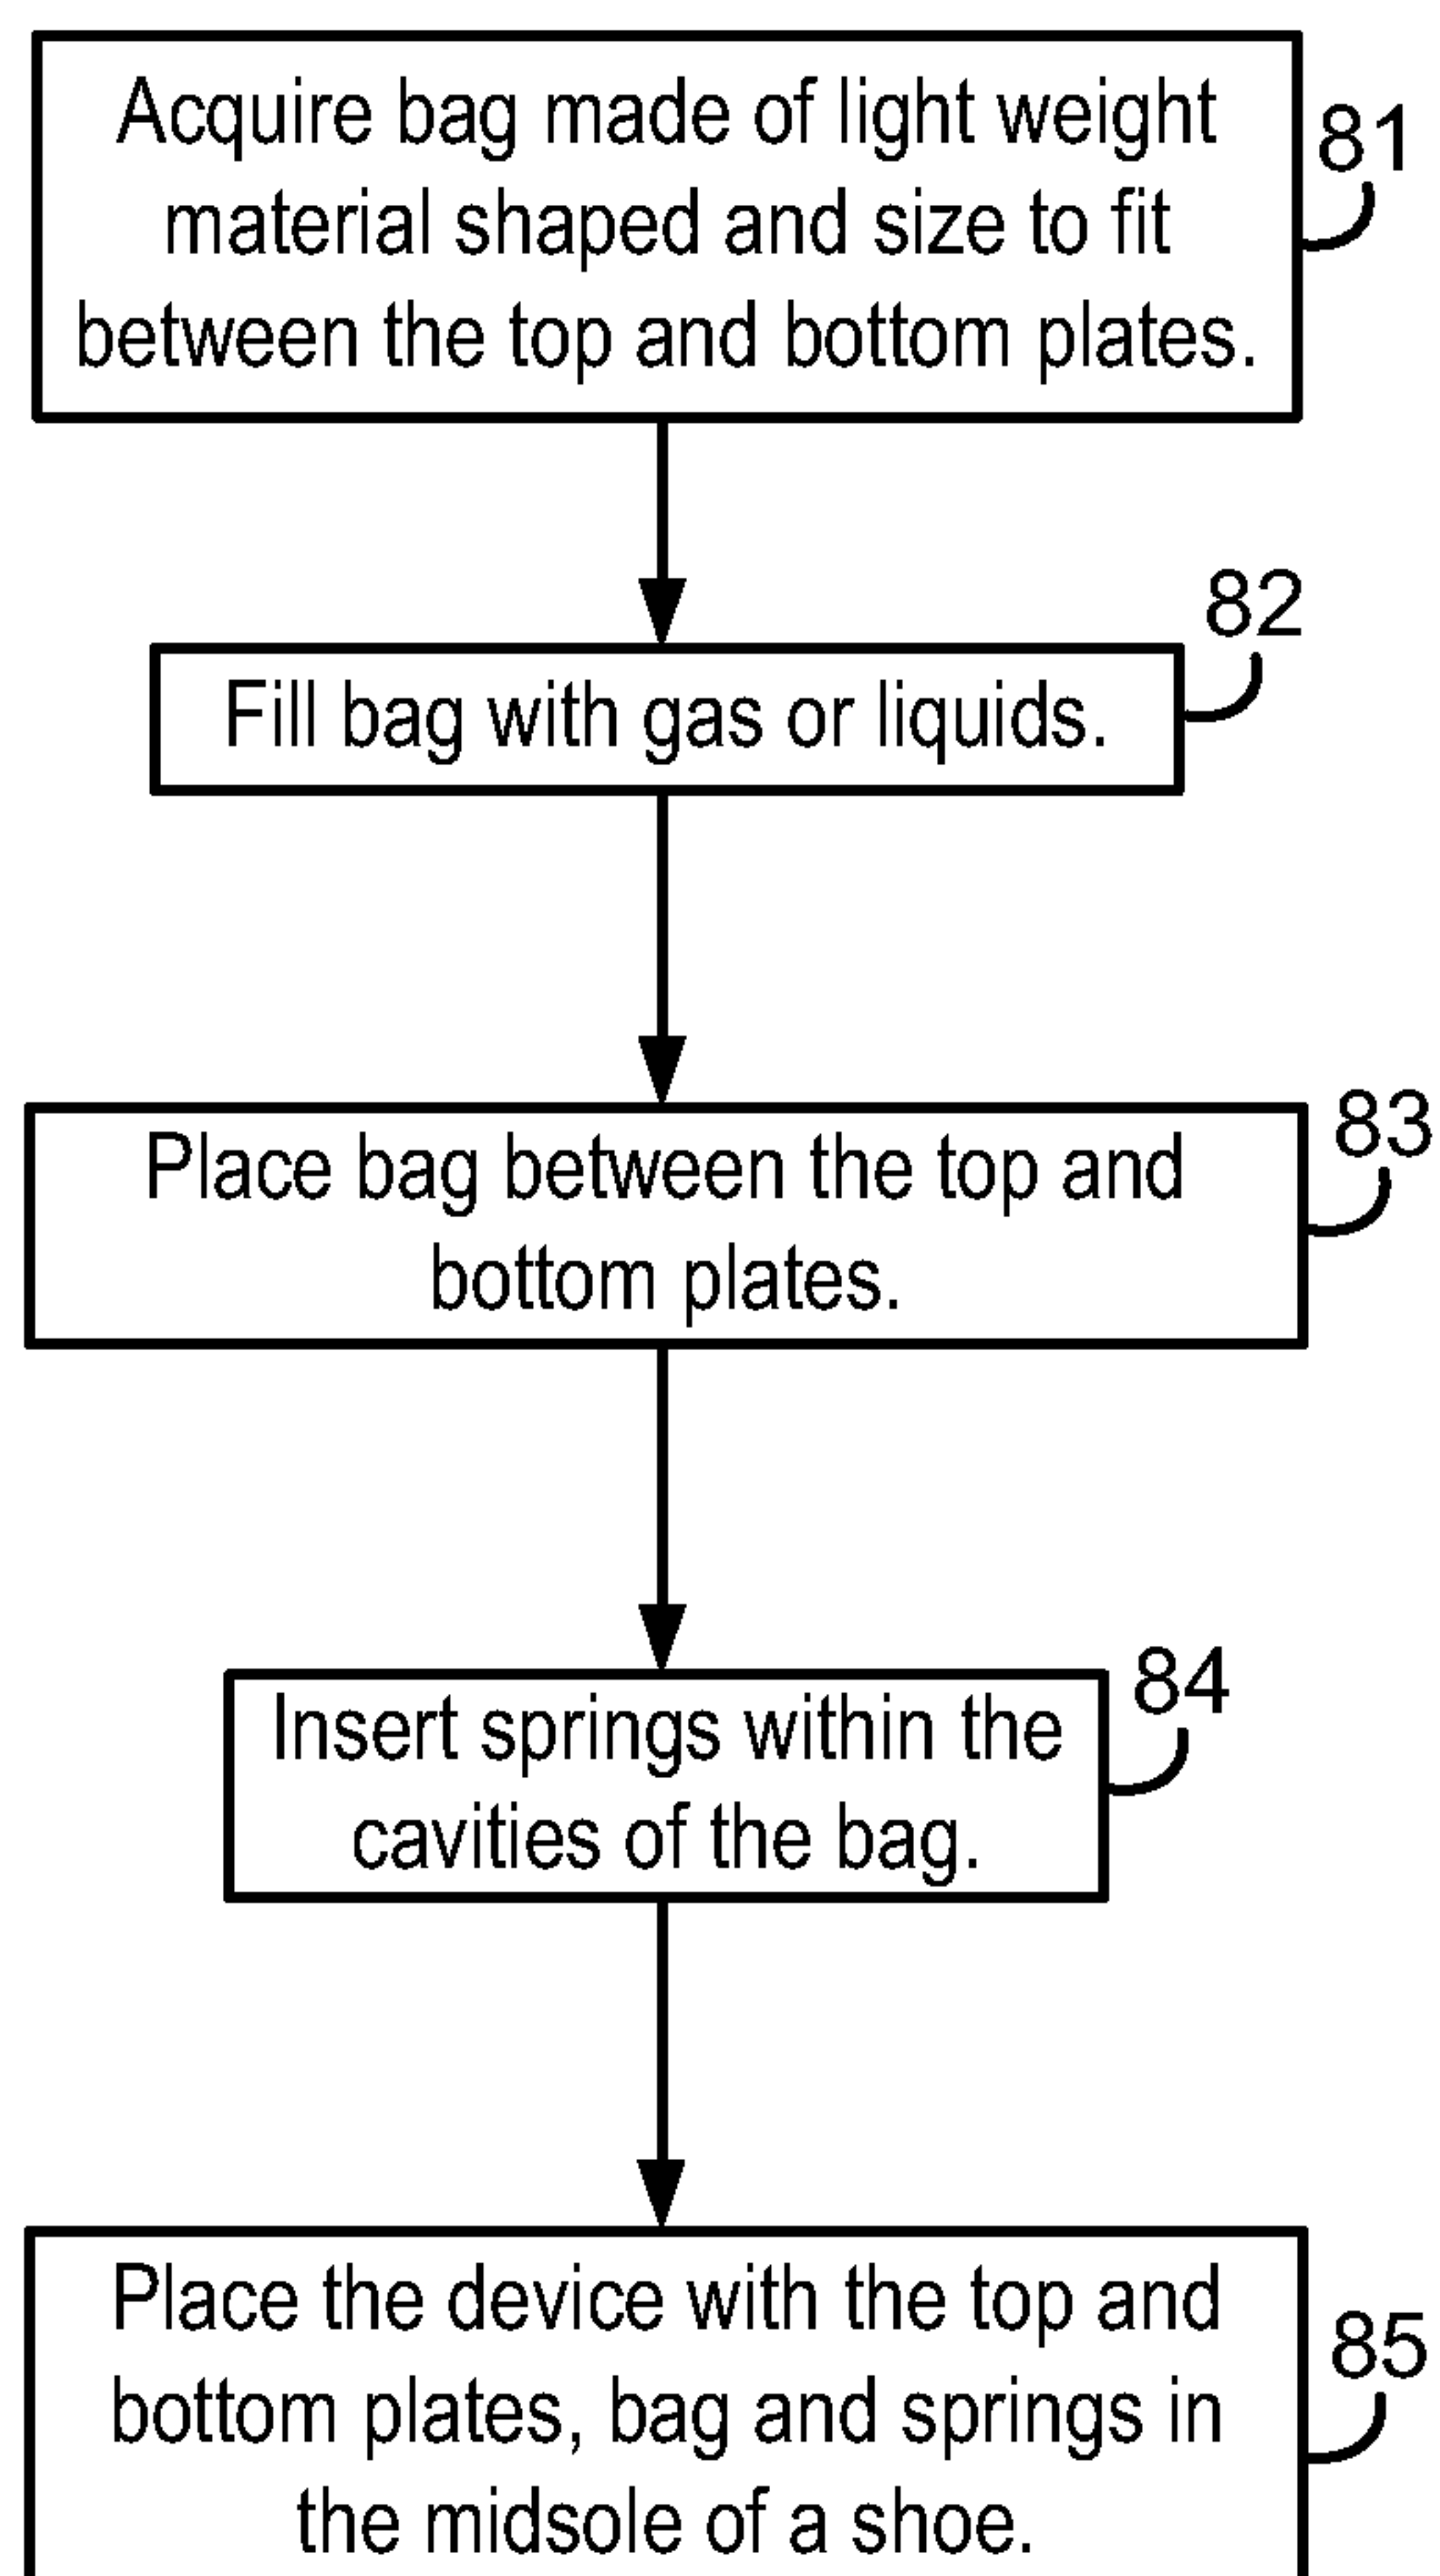 Acquire bag made of light weight
material shaped and size to fit
between the top and bottom plates.
81
Fill bag with gas or liquids.
82
Place bag between the top and
bottom plates.
83
Insert springs within the
cavities of the bag.
84
Place the device with the top and
bottom plates, bag and springs in
the midsole of a shoe.
85